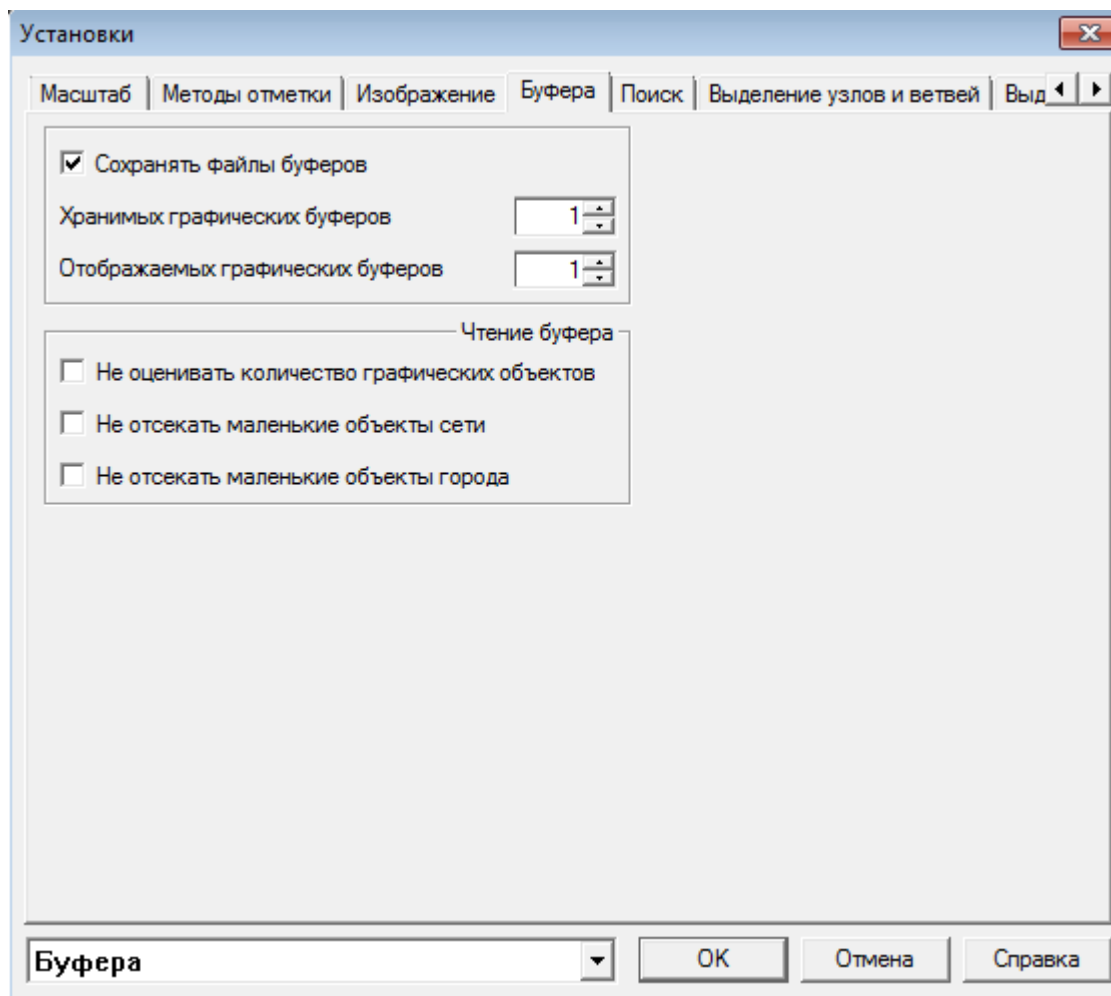 Установки
Масштаб Методы отметки Изображение Буфера Поиск Выделение узлов и ветвей Выд
Сохранять файлы буферов
Хранимых графических буферов 1
Отображаемых графических буферов 1
Чтение буфера
Не оценивать количество графических объектов
Не отсекать маленькие объекты сети
Не отсекать маленькие объекты города
Буфера OK Отмена Справка